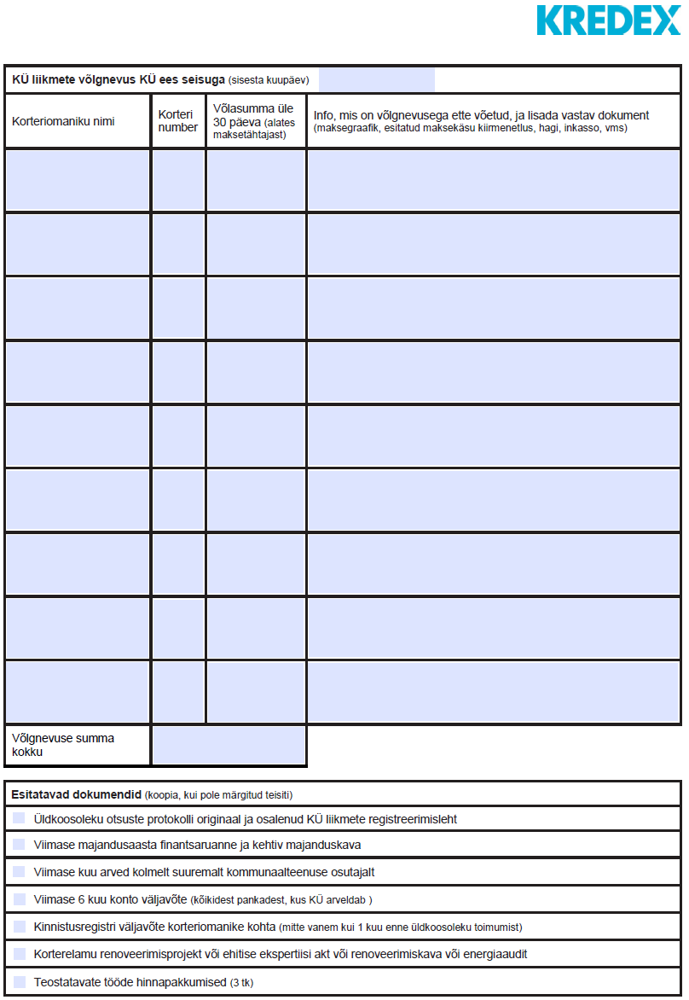 KREDEX
KÜ liikmete võlgnevus KÜ ees seisuga (sisesta kuupäev)
Korteriomaniku nimi
Korteri
number
Võlasumma üle
30 päeva (alates
maksetähtajast)
Info, mis on võlgnevusega ette võetud, ja lisada vastav dokument
(maksegraafik, esitatud maksekäsu kiirmenetlus, hagi, inkasso, vms)
Võlgnevuse summa
kokku
Esitatavad dokumendid (koopia, kui pole märgitud teisiti)
Üldkoosoleku otsuste protokolli originaal ja osalenud KÜ liikmete registreerimisleht
Viimase majandusaasta finantsaruanne ja kehtiv majanduskava
Viimase kuu arved kolmelt suuremalt kommunaalteenuse osutajalt
Viimase 6 kuu konto väljavõte (kõikidest pankadest, kus KÜ arveldab )
Kinnistusregistri väljavõte korteriomanike kohta (mitte vanem kui 1 kuu enne üldkoosoleku toimumist)
Korterelamu renoveerimisprojekt või ehitise ekspertiisi akt või renoveerimiskava või energiaaudit
Teostatavate tööde hinnapakkumised (3 tk)